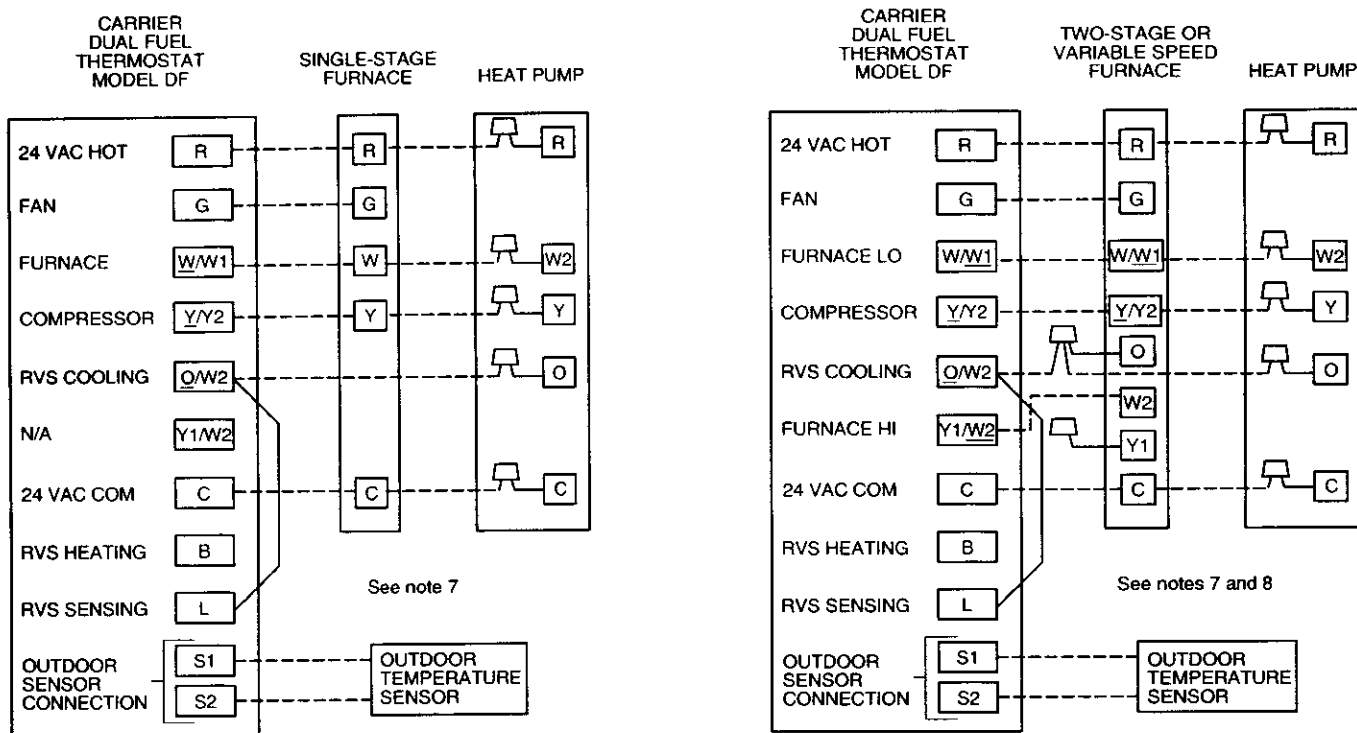 CARRIER
DUAL FUEL
THERMOSTAT
MODEL DF
SINGLE-STAGE
FURNACE
HEAT PUMP
24 VAC HOT R R R
FAN G G
FURNACE W/W1 W W2
COMPRESSOR Y/Y2 Y Y
RVS COOLING O/W2 O
N/A Y1/W2
24 VAC COM C C C
RVS HEATING B
See note 7
RVS SENSING L
OUTDOOR
SENSOR
CONNECTION
S1
S2
OUTDOOR
TEMPERATURE
SENSOR
CARRIER
DUAL FUEL
THERMOSTAT
MODEL DF
TWO-STAGE OR
VARIABLE SPEED
FURNACE
HEAT PUMP
24 VAC HOT R R R
FAN G G
FURNACE LO W/W1 W/W1 W2
COMPRESSOR Y/Y2 Y/Y2 Y
O
RVS COOLING O/W2 O
W2
FURNACE HI Y1/W2
Y1
24 VAC COM C C C
RVS HEATING B
See notes 7 and 8
RVS SENSING L
OUTDOOR
SENSOR
CONNECTION
S1
S2
OUTDOOR
TEMPERATURE
SENSOR